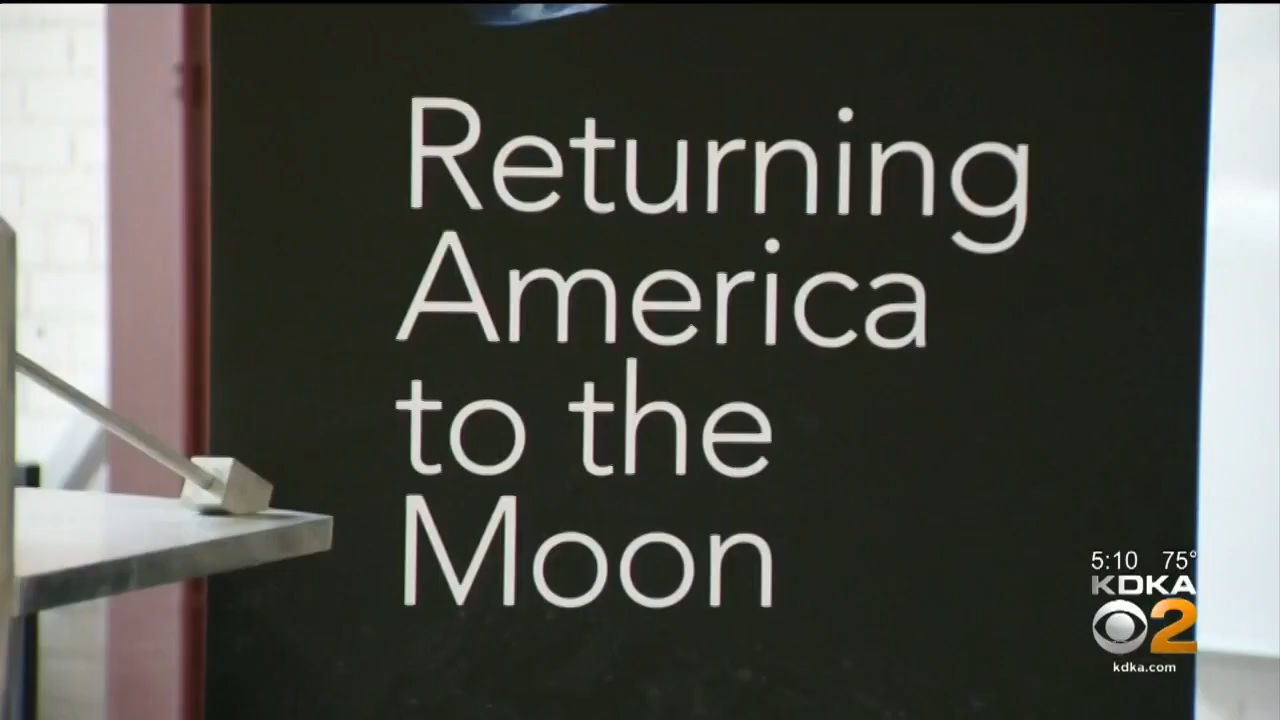 Returning
America
to the
Moon
5:10 75°
KDKA
2
kdka.com